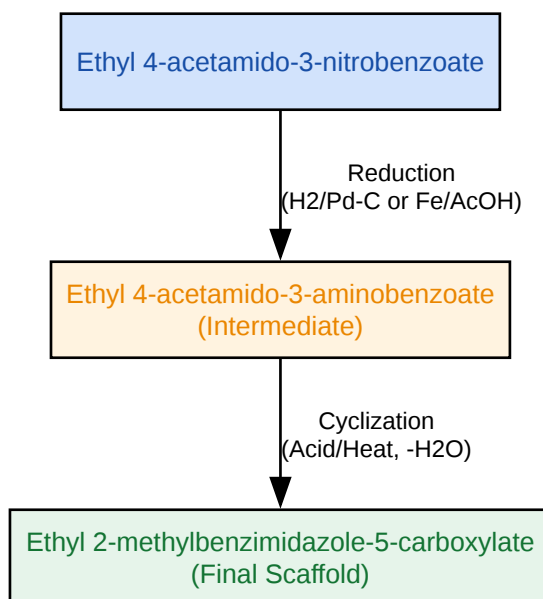 Ethyl 4-acetamido-3-nitrobenzoate
Reduction
(H2/Pd-C or Fe/AcOH)
Ethyl 4-acetamido-3-aminobenzoate
(Intermediate)
Cyclization
(Acid/Heat, -H2O)
Ethyl 2-methylbenzimidazole-5-carboxylate
(Final Scaffold)